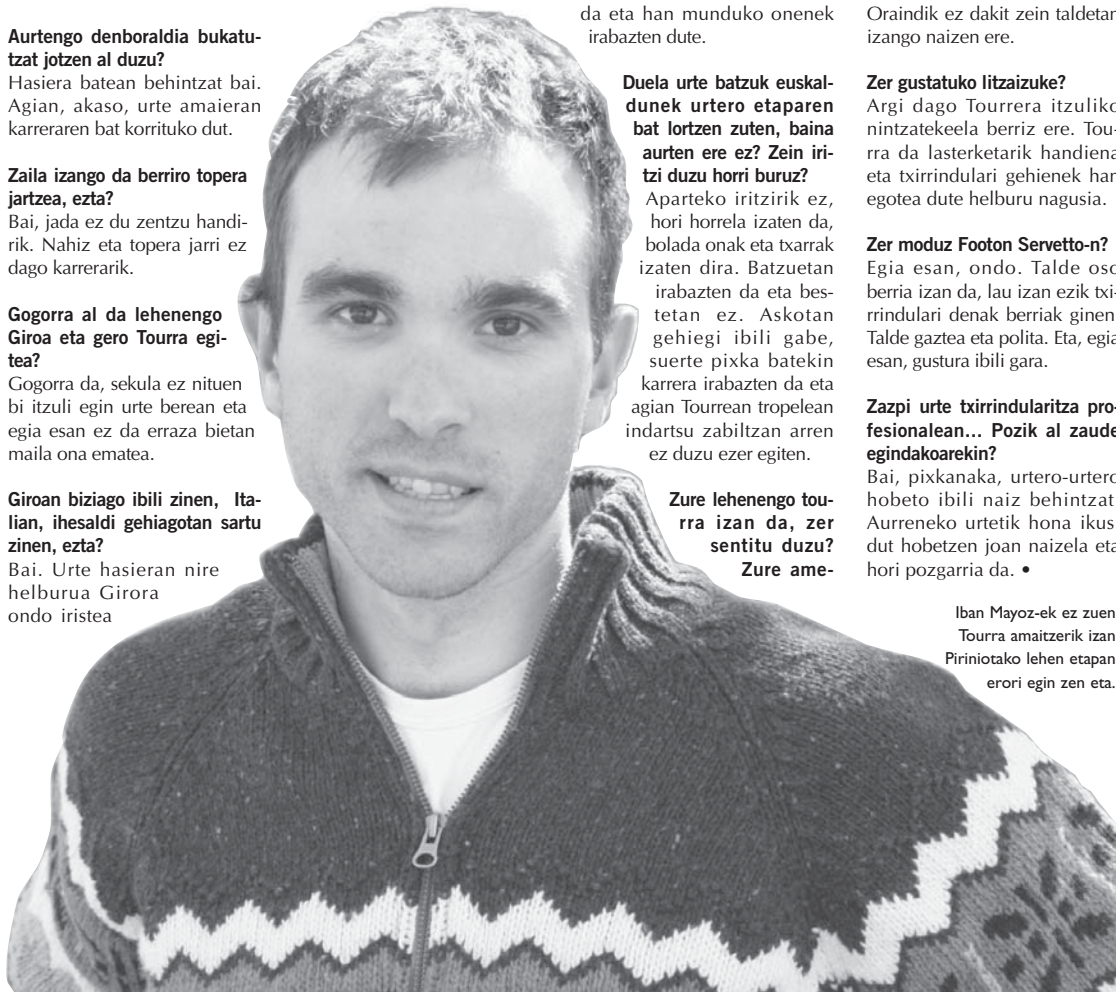 Aurtengo denboraldia bukatu-
tzat jotzen al duzu?
Hasiera batean behintzat bai.
Agian, akaso, urte amaieran
karreraren bat korrituko dut.
Zaila izango da berriro topera
jartzea, ezta?
Bai, jada ez du zentzu handi-
rik. Nahiz eta topera jarri ez
dago karrerarik.
Gogorra al da lehenengo
Giroa eta gero Tourra egi-
tea?
Gogorra da, sekula ez nituen
bi itzuli egin urte berean eta
egia esan ez da erraza bietan
maila ona ematea.
Giroan biziago ibili zinen, Ita-
lian, ihesaldi gehiagotan sartu
zinen, ezta?
Bai. Urte hasieran nire
helburua Girora
ondo iristea
da eta han munduko onenek
irabazten dute.
Duela urte batzuk euskal-
dunek urtero etaparen
bat lortzen zuten, baina
aurten ere ez? Zein iri-
tzi duzu horri buruz?
Aparteko iritzirik ez,
hori horrela izaten da,
bolada onak eta txarrak
izaten dira. Batzuetan
irabazten da eta bes-
tetan ez. Askotan
gehiegi ibili gabe,
suerte pixka batekin
karrera irabazten da eta
agian Tourrean tropelean
indartsu zabiltzan arren
ez duzu ezer egiten.
Zure lehenengo tou-
rra izan da, zer
sentitu duzu?
Zure ame-
Oraindik ez dakit zein taldetan
izango naizen ere.
Zer gustatuko litzaizuke?
Argi dago Tourrera itzuliko
nintzatekeela berriz ere. Tou-
rra da lasterketarik handiena
eta txirrindulari gehienek han
egotea dute helburu nagusia.
Zer moduz Footon Servetto-n?
Egia esan, ondo. Talde oso
berria izan da, lau izan ezik txi-
rrindulari denak berriak ginen.
Talde gaztea eta polita. Eta, egia
esan, gustura ibili gara.
Zazpi urte txirrindularitza pro-
fesionalean... Pozik al zaude
egindakoarekin?
Bai, pixkanaka, urtero-urtero
hobeto ibili naiz behintzat.
Aurreneko urtetik hona ikusi
dut hobetzen joan naizela eta
hori pozgarria da. •
Iban Mayoz-ek ez zuen
Tourra amaitzerik izan
Piriniotako lehen etapan
erori egin zen eta.